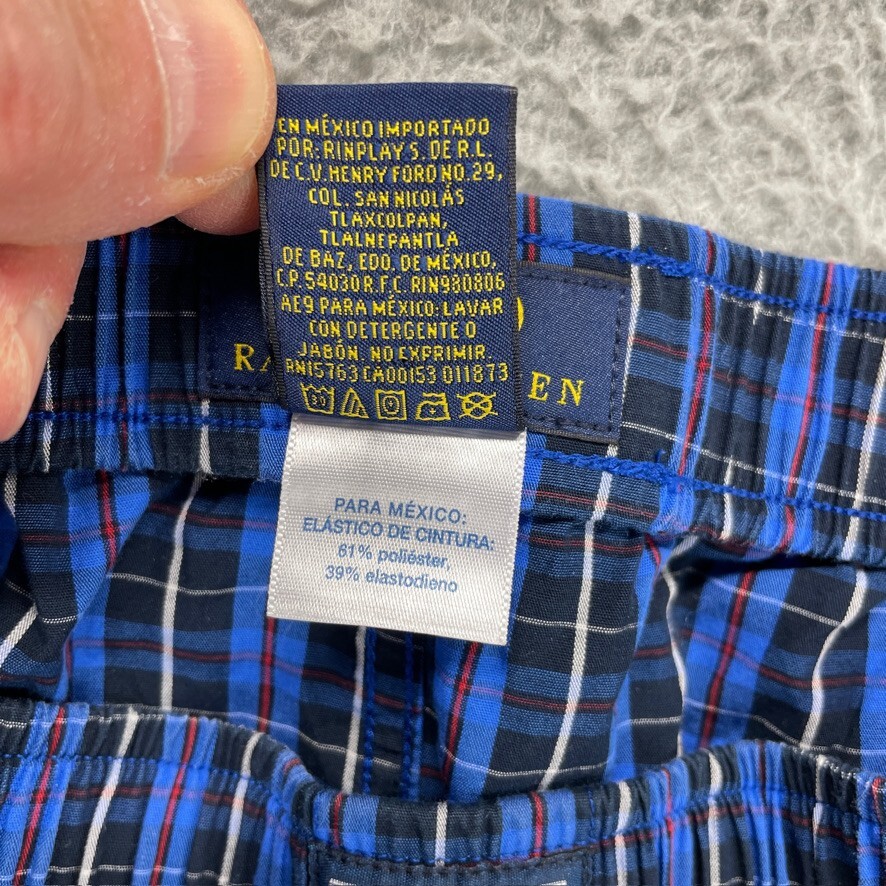 EN MÉXICO IMPORTADO
POR: RINPLAY S. DE R.L.
DE C.V. HENRY FORD NO. 29,
COL. SAN NICOLÁS
TLAXCOLPAN,
TLALNEPANTLA
DE BAZ, EDO. DE MÉXICO,
C.P. 54030 R.F.C. RIN980806
AE9 PARA MÉXICO: LAVAR
CON DETERGENTE O
JABÓN. NO EXPRIMIR.
RN15763 CA00153 011873
30
PARA MÉXICO:
ELÁSTICO DE CINTURA:
61% poliéster,
39% elastodieno